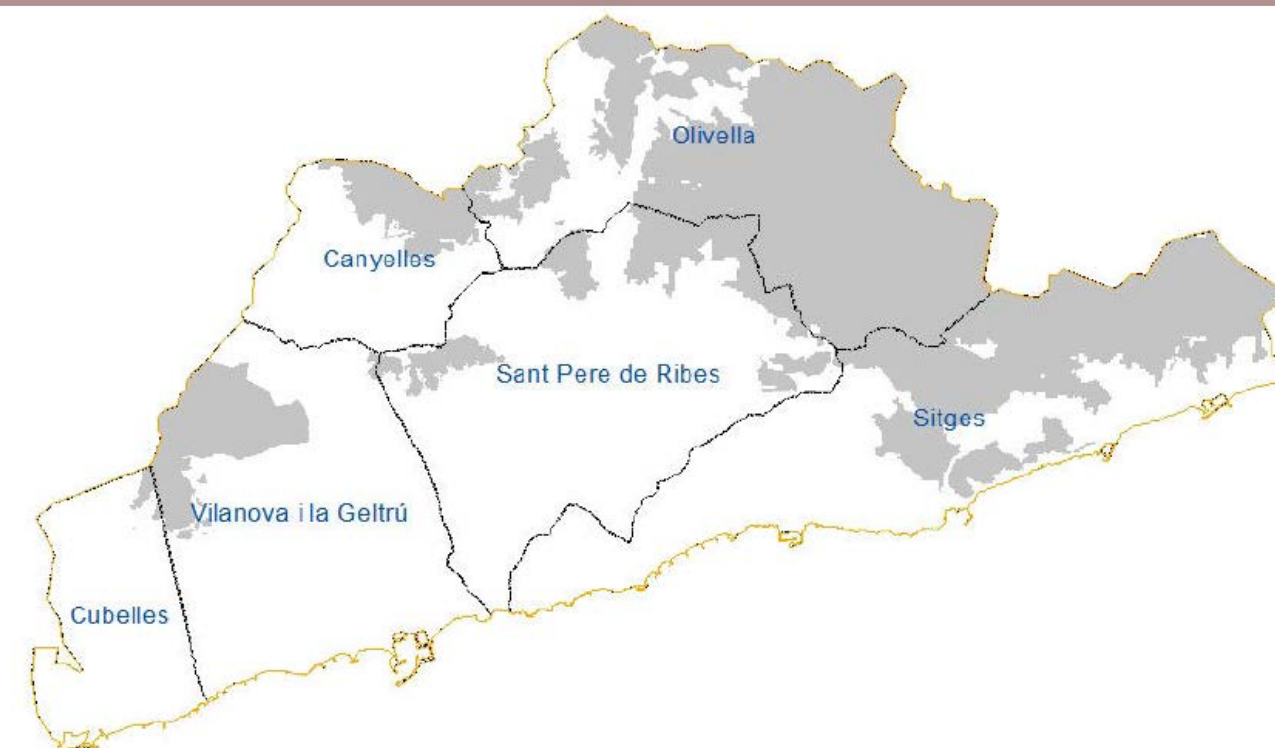 Olivella
Canyelles
Sant Pere de Ribes
Sitges
Vilanova i la Geltrú
Cubelles